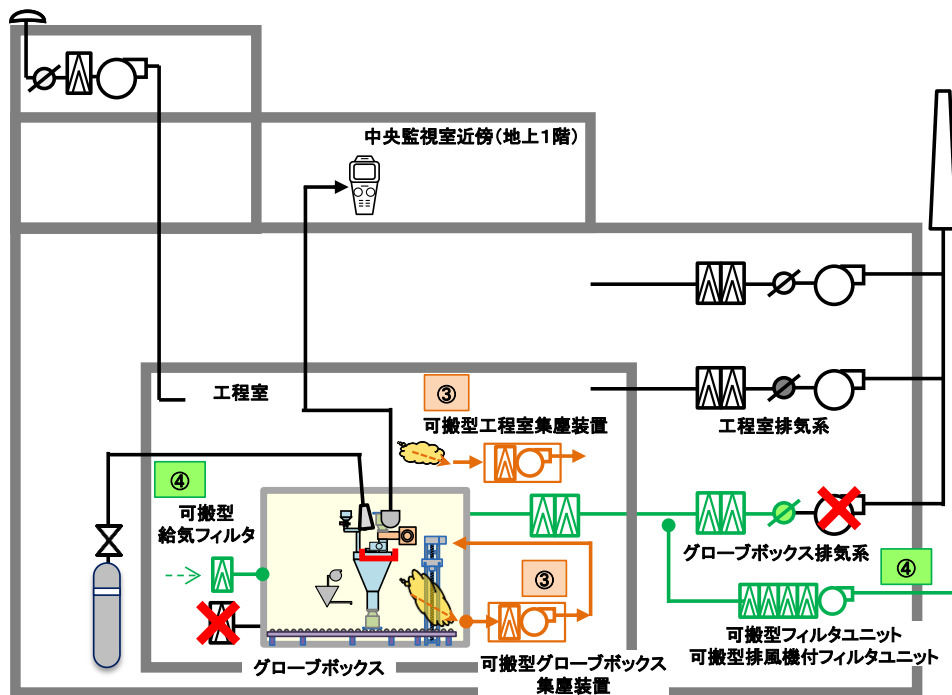 中央監視室近傍(地上1階)
工程室
③
可搬型工程室集塵装置
工程室排気系
④
可搬型
給気フィルタ
グローブボックス排気系
④
③
可搬型フィルタユニット
可搬型排風機付フィルタユニット
グローブボックス
可搬型グローブボックス
集塵装置